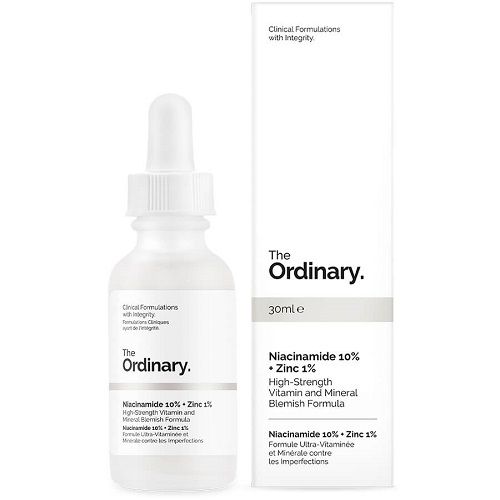 Clinical Formulations
with Integrity.
Formulations Cliniques
ayant de l'intégrité.
The
Ordinary.
Niacinamide 10% + Zinc 1%
High-Strength Vitamin and
Mineral Blemish Formula
Niacinamide 10% + Zinc 1%
Formule Ultra-Vitaminée et
Minérale contre les Imperfections
Clinical Formulations
with Integrity.
The
Ordinary.
30ml e
Niacinamide 10%
+ Zinc 1%
High-Strength
Vitamin and Mineral
Blemish Formula
Niacinamide 10% + Zinc 1%
Formule Ultra-Vitaminée
et Minérale contre
les Imperfections